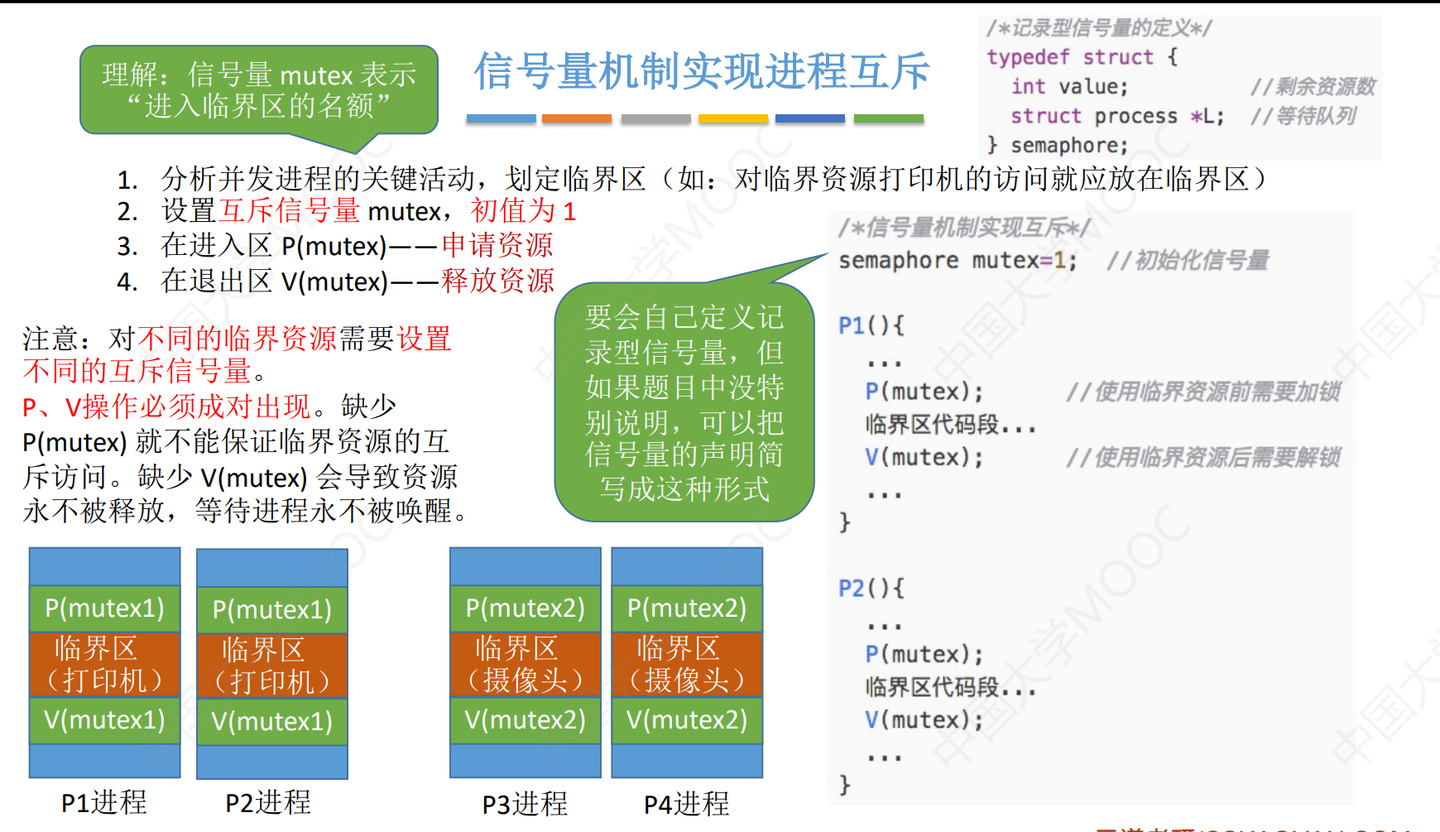 理解：信号量 mutex 表示
“进入临界区的名额”
信号量机制实现进程互斥
/*记录型信号量的定义*/
typedef struct {
int value; //剩余资源数
struct process *L; //等待队列
} semaphore;
1. 分析并发进程的关键活动，划定临界区（如：对临界资源打印机的访问就应放在临界区）
2. 设置互斥信号量 mutex，初值为 1
3. 在进入区 P(mutex)——申请资源
4. 在退出区 V(mutex)——释放资源
注意：对不同的临界资源需要设置
不同的互斥信号量。
P、V操作必须成对出现。缺少
P(mutex) 就不能保证临界资源的互
斥访问。缺少 V(mutex) 会导致资源
永不被释放，等待进程永不被唤醒。
要会自己定义记
录型信号量，但
如果题目中没特
别说明，可以把
信号量的声明简
写成这种形式
/*信号量机制实现互斥*/
semaphore mutex=1; //初始化信号量
P1(){
...
P(mutex); //使用临界资源前需要加锁
临界区代码段...
V(mutex); //使用临界资源后需要解锁
...
}
P2(){
...
P(mutex);
临界区代码段...
V(mutex);
...
}
P(mutex1)
临界区
（打印机）
V(mutex1)
P1进程
P(mutex1)
临界区
（打印机）
V(mutex1)
P2进程
P(mutex2)
临界区
（摄像头）
V(mutex2)
P3进程
P(mutex2)
临界区
（摄像头）
V(mutex2)
P4进程
中国大学MOOC